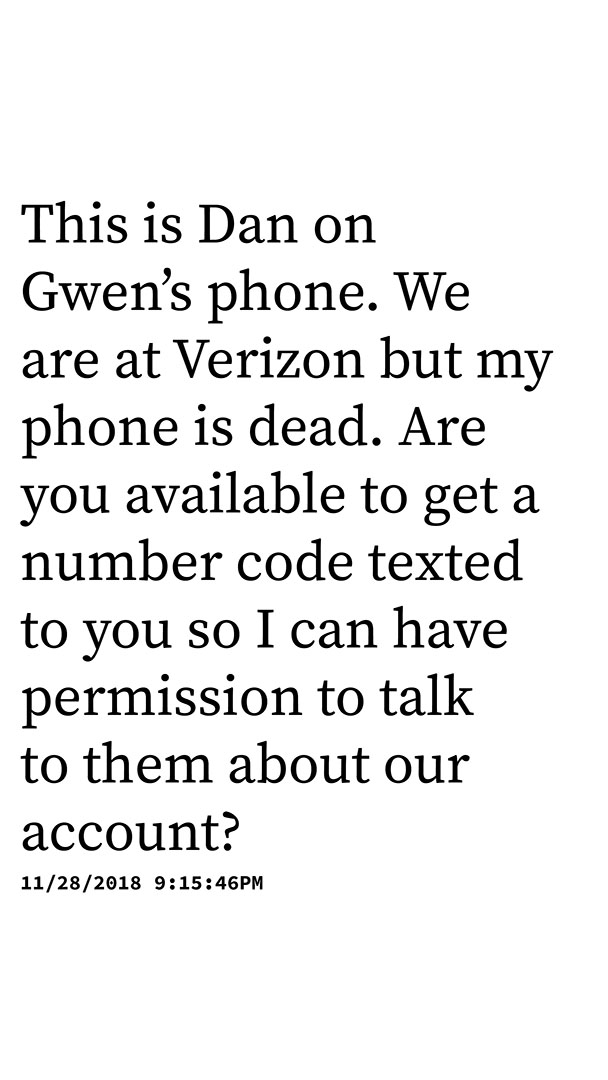 This is Dan on
Gwen’s phone. We
are at Verizon but my
phone is dead. Are
you available to get a
number code texted
to you so I can have
permission to talk
to them about our
account?
11/28/2018 9:15:46PM